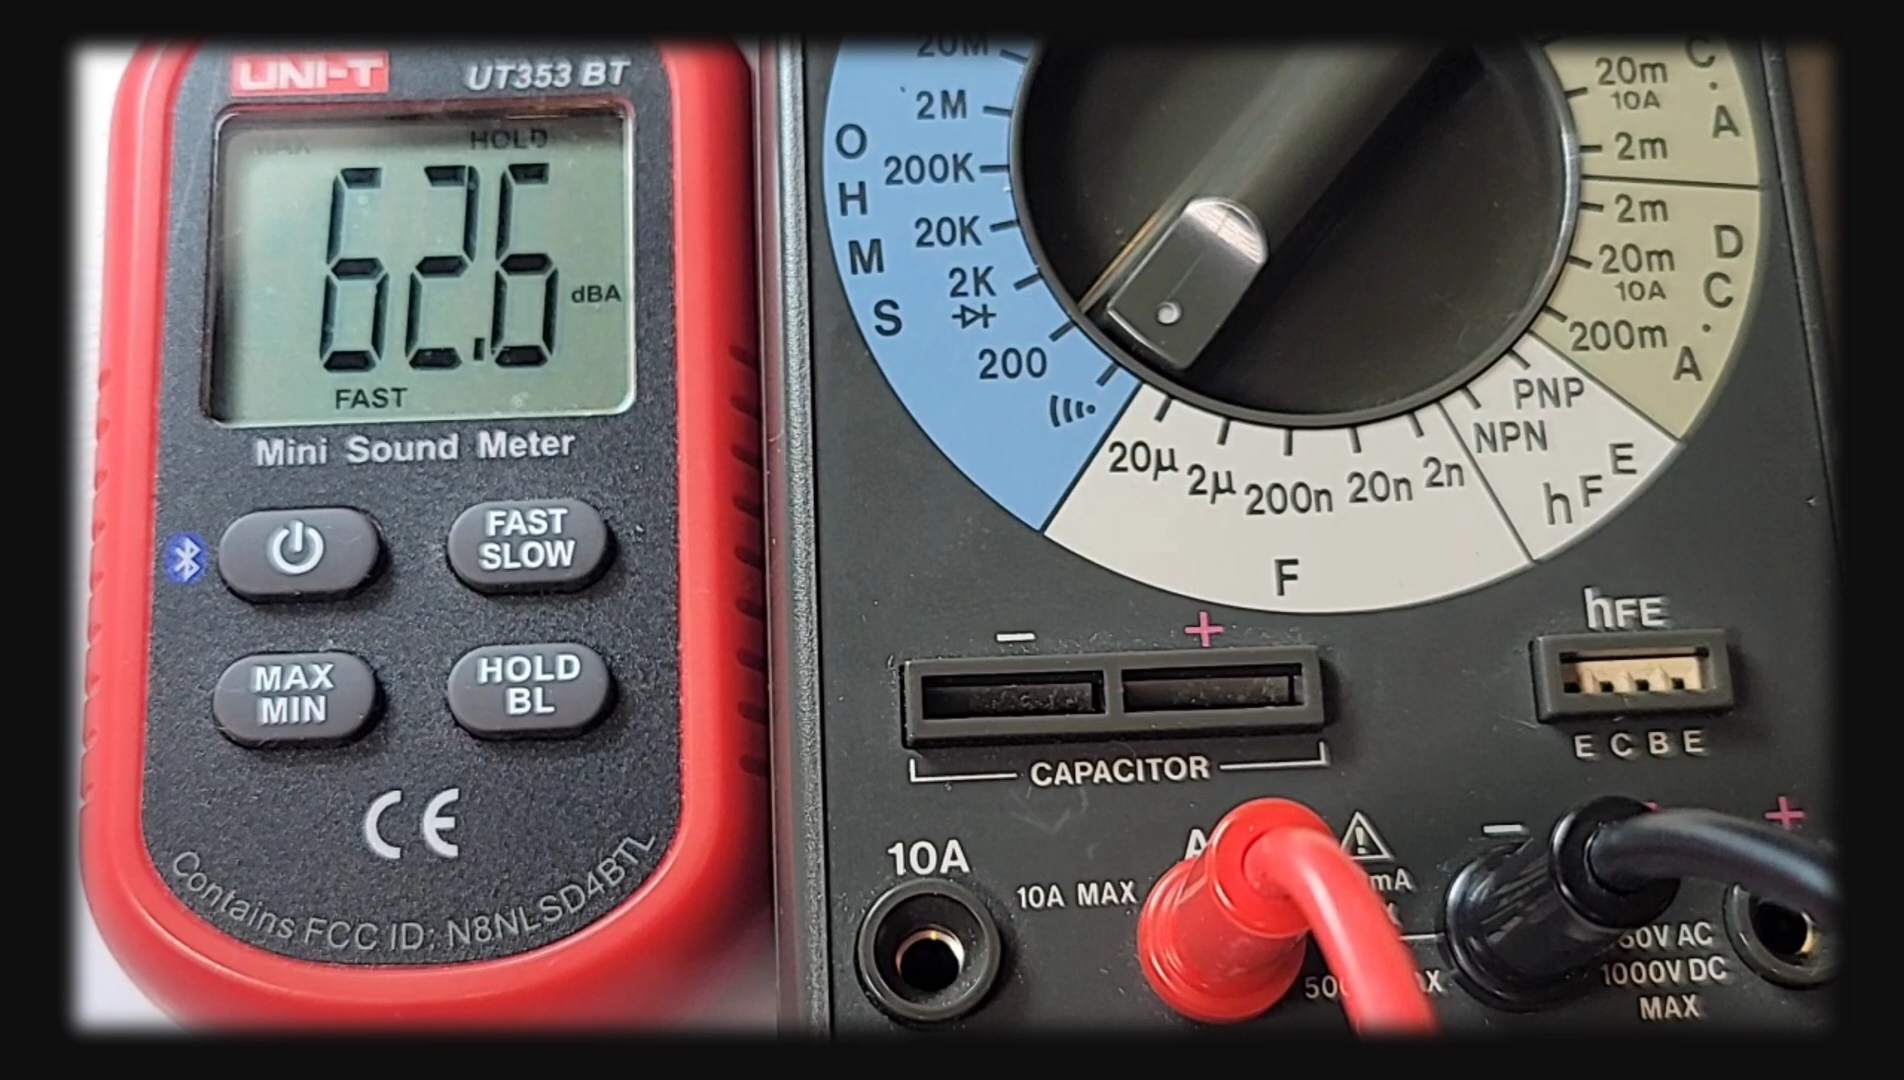 UNI-T UT353 BT
MAX HOLD
62.6 dBA
FAST
Mini Sound Meter
FAST
SLOW
MAX
MIN
HOLD
BL
CE
Contains FCC ID: N8NLSD4BTL
20M
2M
200K
20K
2K
200
OHMS
20µ 2µ 200n 20n 2n
F
PNP
NPN
hFE
C.A
20m
10A
2m
2m
20m
10A
200m
DC.A
− +
CAPACITOR
hFE
E C B E
10A
10A MAX
A
mA
− +
1000V DC
MAX